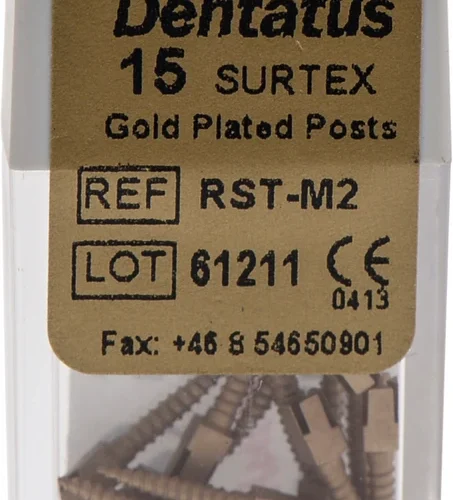 Dentatus
15 SURTEX
Gold Plated Posts
REF RST-M2
LOT 61211 CE
0413
Fax: +46 8 54650901